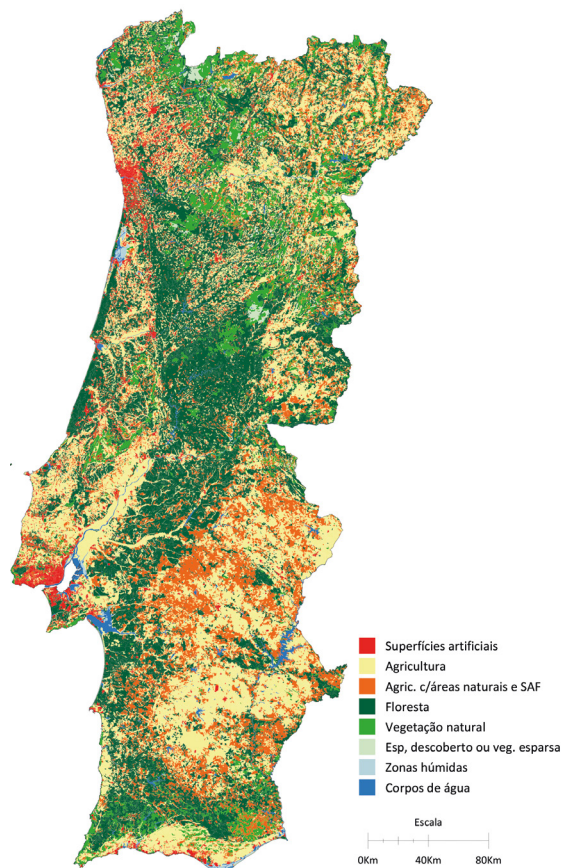 Superfícies artificiais
Agricultura
Agric. c/áreas naturais e SAF
Floresta
Vegetação natural
Esp, descoberto ou veg. esparsa
Zonas húmidas
Corpos de água
Escala
0Km 40Km 80Km